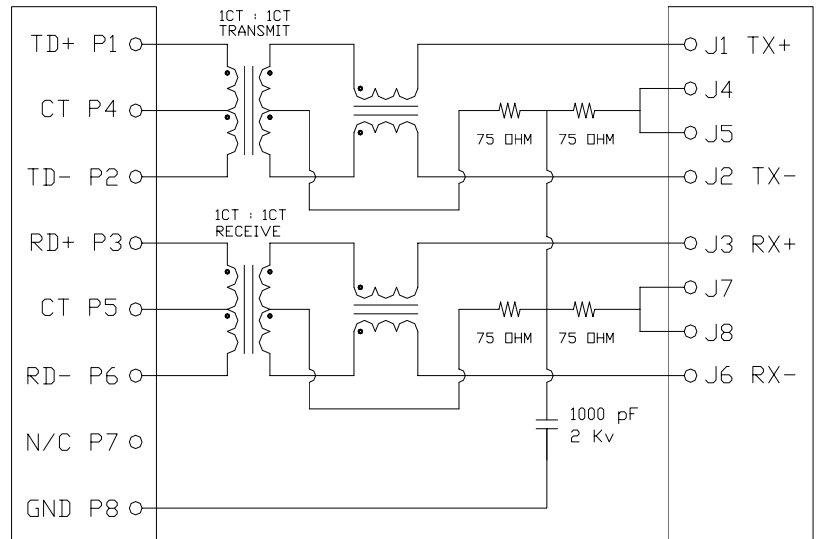 1CT : 1CT
TRANSMIT
TD+ P1
J1 TX+
J4
CT P4
75 OHM
75 OHM
J5
TD- P2
J2 TX-
1CT : 1CT
RECEIVE
RD+ P3
J3 RX+
J7
CT P5
75 OHM
75 OHM
J8
RD- P6
J6 RX-
1000 pF
2 Kv
N/C P7
GND P8